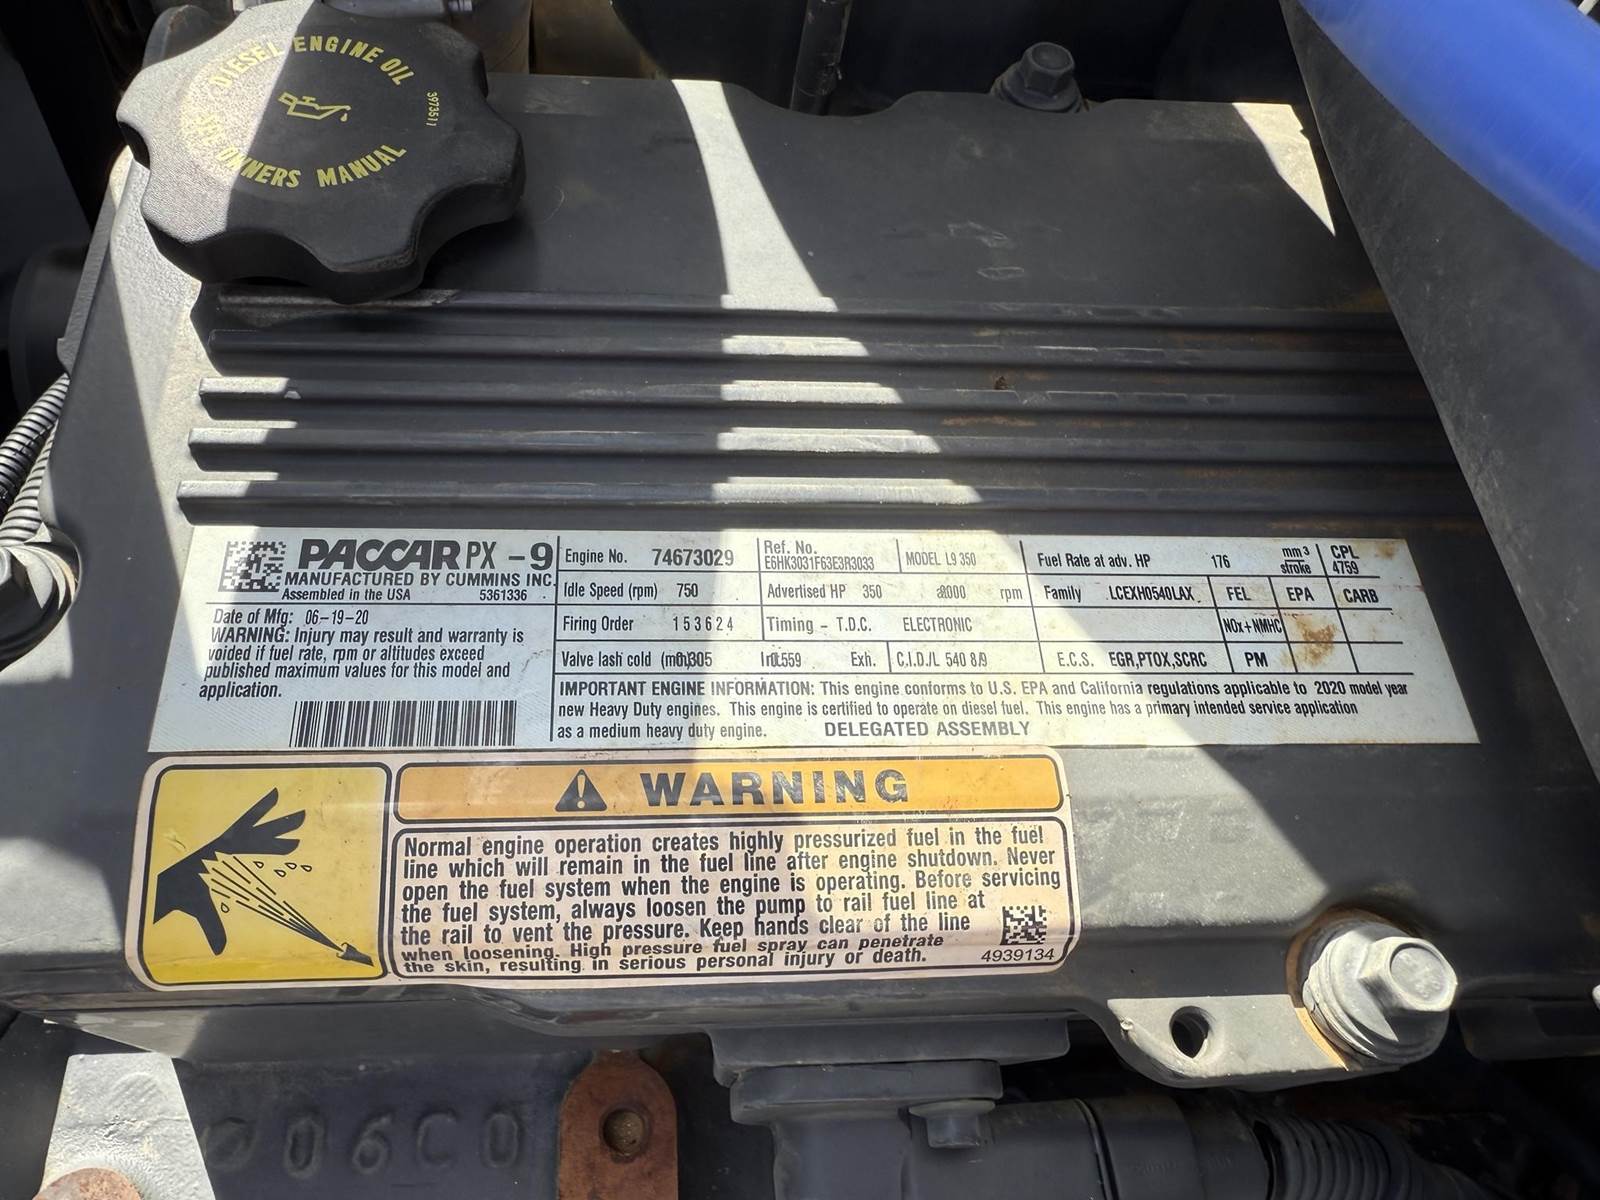 DIESEL ENGINE OIL
3973511
SEE OWNERS MANUAL
PACCAR PX - 9
MANUFACTURED BY CUMMINS INC.
Assembled in the USA 5361336
Date of Mfg: 06-19-20
WARNING: Injury may result and warranty is
voided if fuel rate, rpm or altitudes exceed
published maximum values for this model and
application.
Engine No. 74673029
Ref. No.
E6HK3031F63E3R3033
MODEL L9 350
Fuel Rate at adv. HP 176 mm³
stroke
CPL
4759
Idle Speed (rpm) 750
Advertised HP 350 2000 rpm
Family LCEXH0540LAX
FEL EPA CARB
Firing Order 153624
Timing - T.D.C. ELECTRONIC
NOx+NMHC
Valve lash cold 0.305 0.559 Exh.
C.I.D./L 540 8.9
E.C.S. EGR,PTOX,SCRC PM
IMPORTANT ENGINE INFORMATION: This engine conforms to U.S. EPA and California regulations applicable to 2020 model year
new Heavy Duty engines. This engine is certified to operate on diesel fuel. This engine has a primary intended service application
as a medium heavy duty engine. DELEGATED ASSEMBLY
WARNING
Normal engine operation creates highly pressurized fuel in the fuel
line which will remain in the fuel line after engine shutdown. Never
open the fuel system when the engine is operating. Before servicing
the fuel system, always loosen the pump to rail fuel line at
the rail to vent the pressure. Keep hands clear of the line
when loosening. High pressure fuel spray can penetrate
the skin, resulting in serious personal injury or death.
4939134
06C0